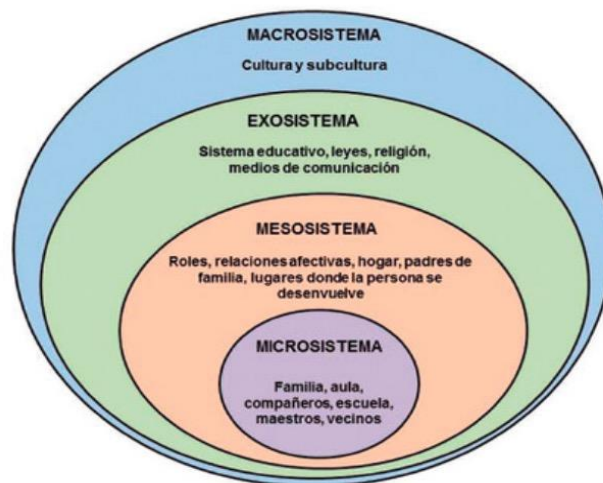 MACROSISTEMA
Cultura y subcultura
EXOSISTEMA
Sistema educativo, leyes, religión,
medios de comunicación
MESOSISTEMA
Roles, relaciones afectivas, hogar, padres de
familia, lugares donde la persona se
desenvuelve
MICROSISTEMA
Familia, aula,
compañeros, escuela,
maestros, vecinos